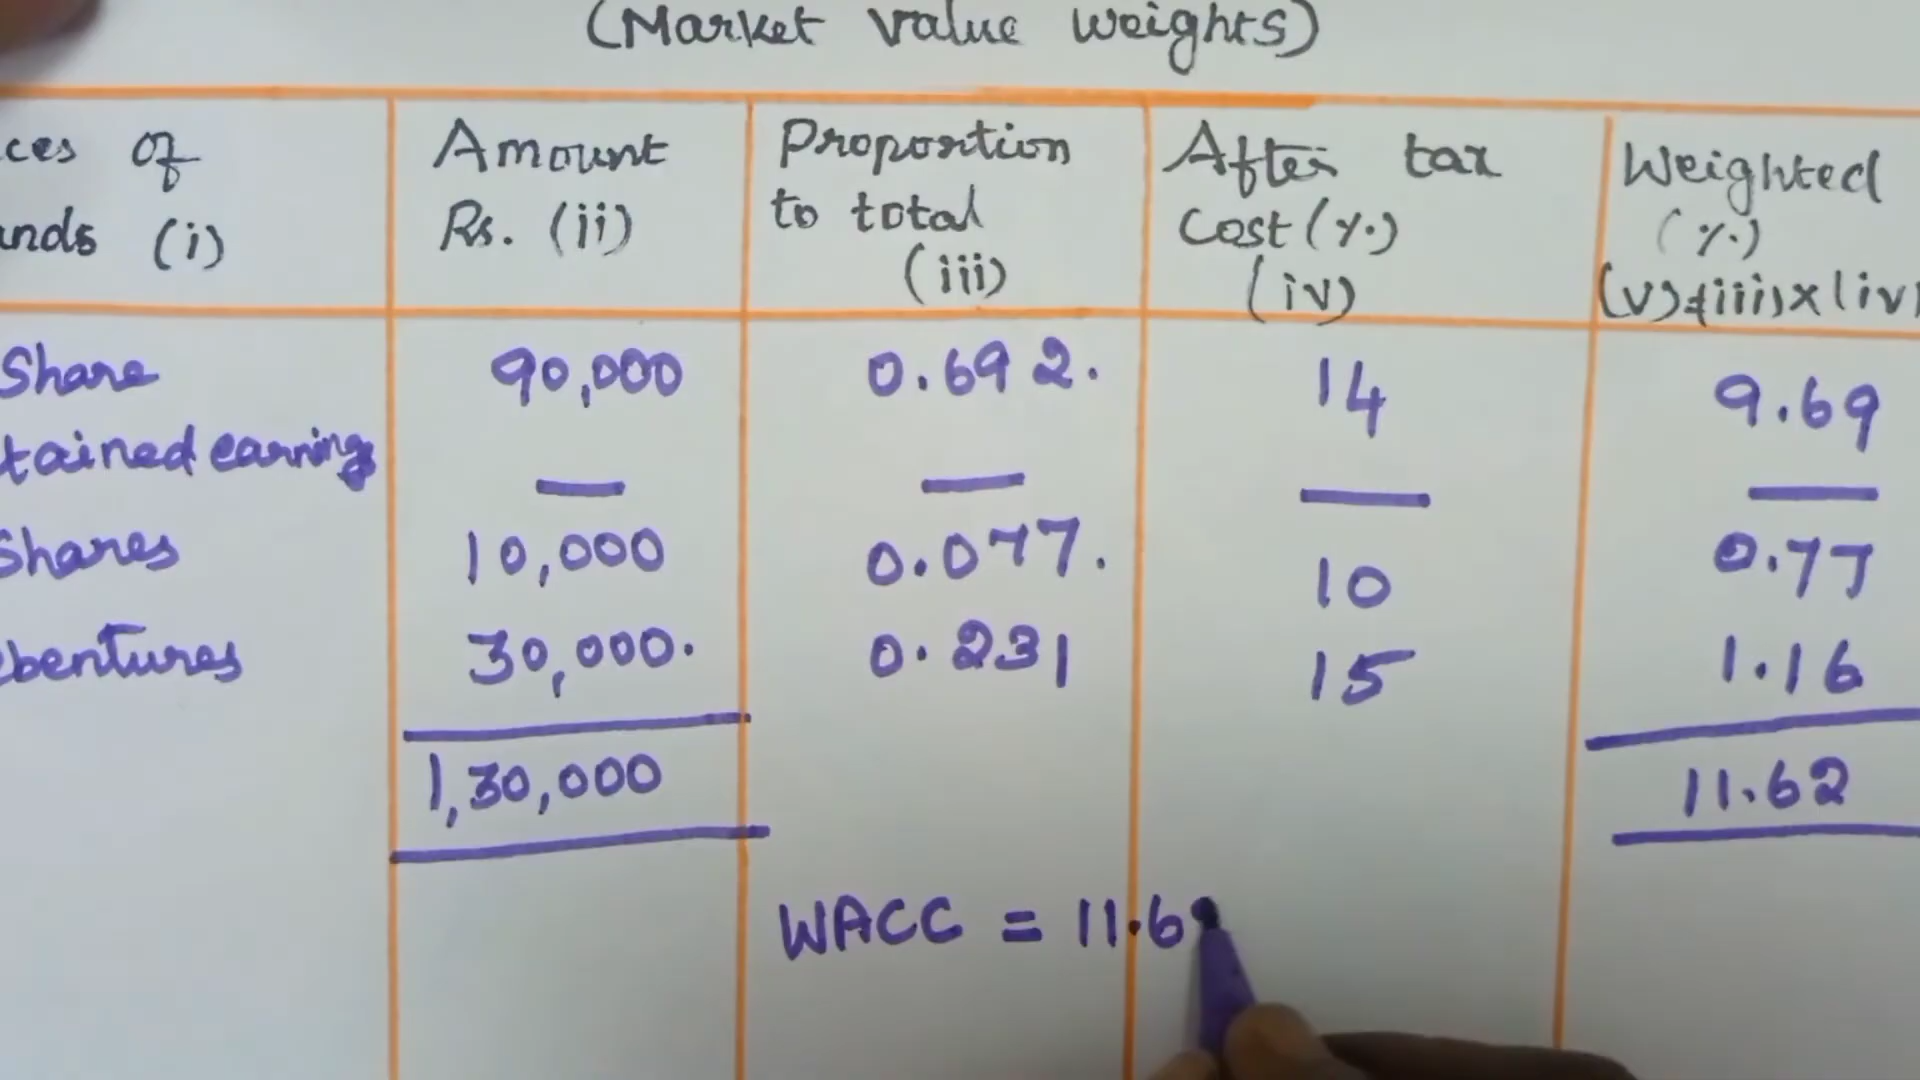 (Market value weights)
ces of Amount Proportion After tax Weighted
nds (i) Rs. (ii) to total Cost (%) (%)
(iii) (iv) (v)=(iii)x(iv)
Share 90,000 0.692. 14 9.69
tained earnings — — — —
Shares 10,000 0.077. 10 0.77
bentures 30,000. 0.231 15 1.16
1,30,000 11.62
WACC = 11.6